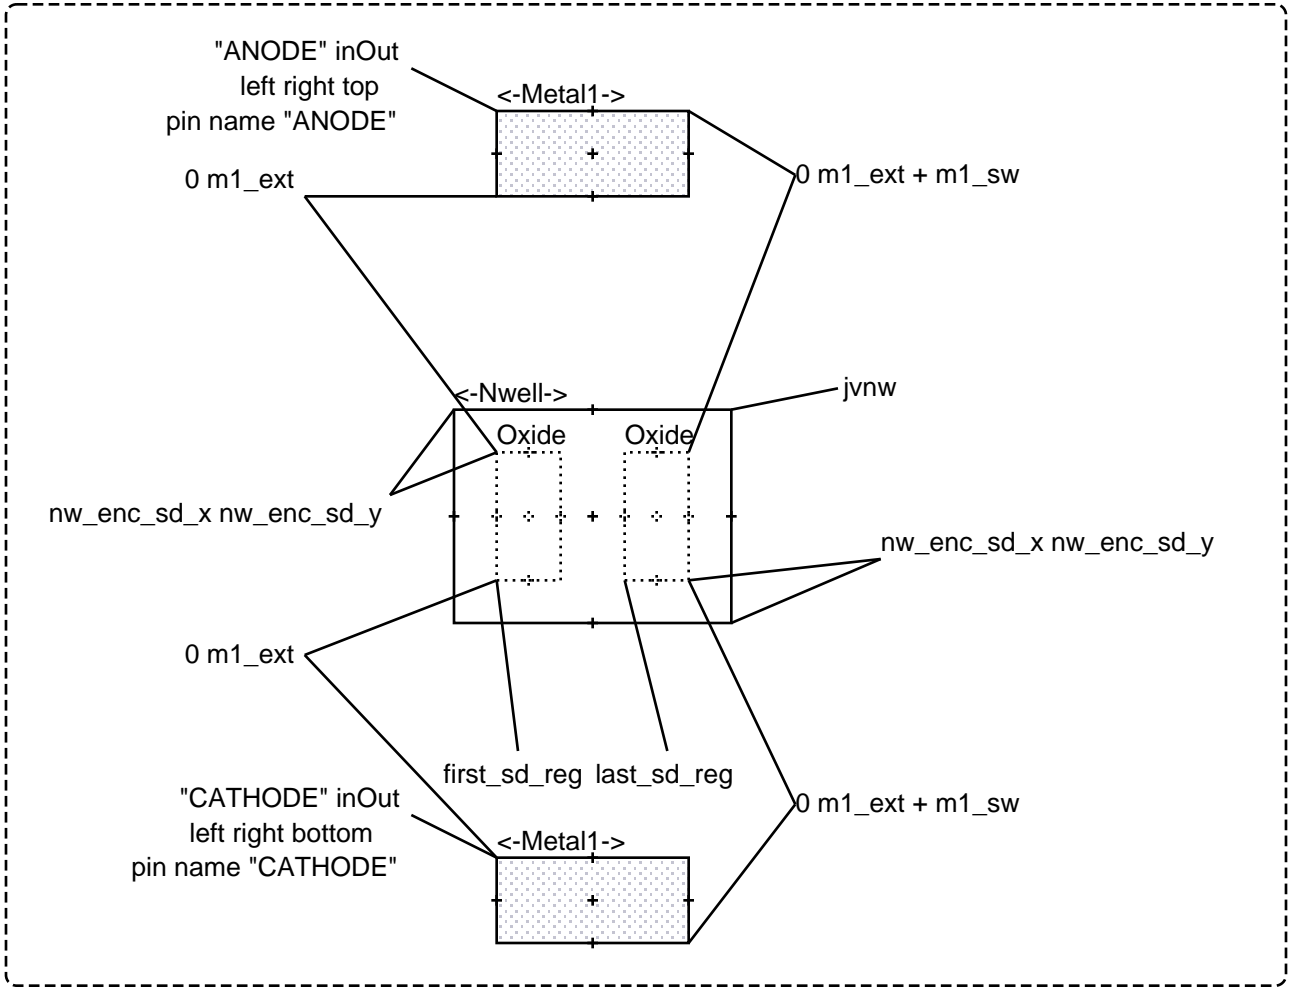 "ANODE" inOut
left right top
pin name "ANODE"
<-Metal1->
0 m1_ext
0 m1_ext + m1_sw
<-Nwell->
jvnw
Oxide
Oxide
nw_enc_sd_x nw_enc_sd_y
nw_enc_sd_x nw_enc_sd_y
0 m1_ext
first_sd_reg
last_sd_reg
"CATHODE" inOut
left right bottom
pin name "CATHODE"
0 m1_ext + m1_sw
<-Metal1->